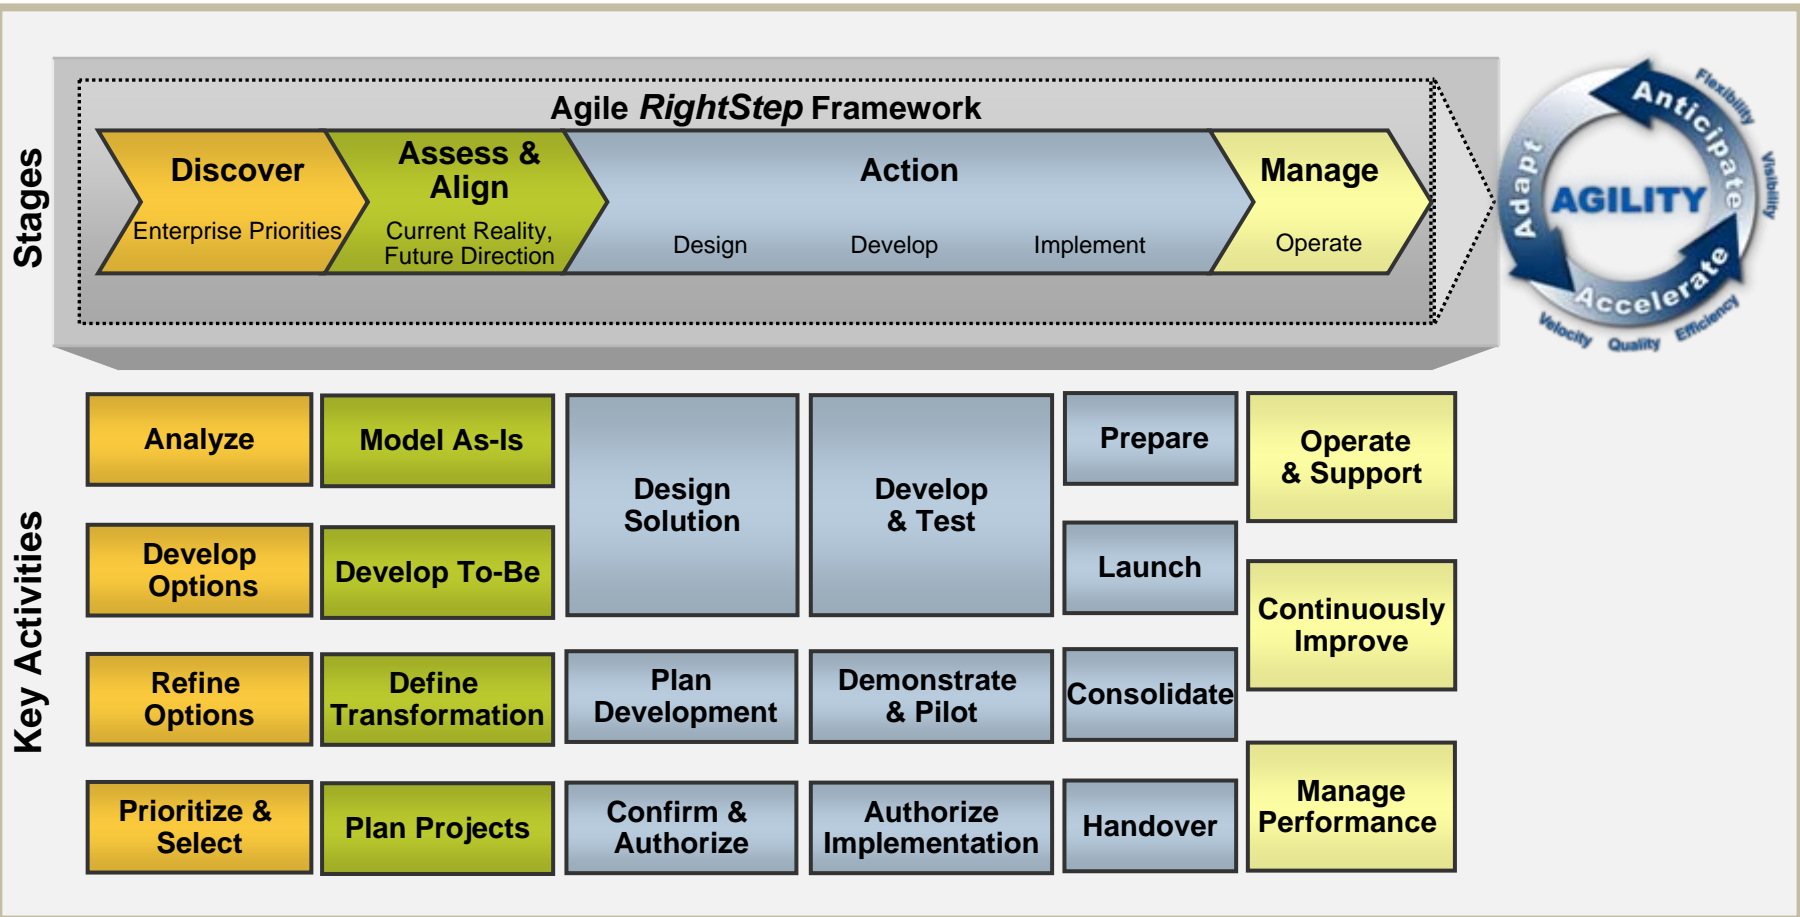 Stages
Agile RightStep Framework
Discover
Enterprise Priorities
Assess &
Align
Current Reality,
Future Direction
Action
Design
Develop
Implement
Manage
Operate
AGILITY
Anticipate
Adapt
Accelerate
Flexibility
Visibility
Velocity
Quality
Efficiency
Key Activities
Analyze
Model As-Is
Design
Solution
Develop
& Test
Prepare
Operate
& Support
Develop
Options
Develop To-Be
Launch
Continuously
Improve
Refine
Options
Define
Transformation
Plan
Development
Demonstrate
& Pilot
Consolidate
Prioritize &
Select
Plan Projects
Confirm &
Authorize
Authorize
Implementation
Handover
Manage
Performance